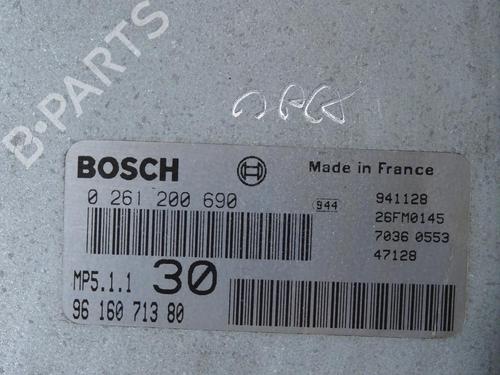 B-PARTS
BOSCH
Made in France
0 261 200 690
944
941128
26FM0145
7036 0553
47128
MP5.1.1
30
96 160 713 80